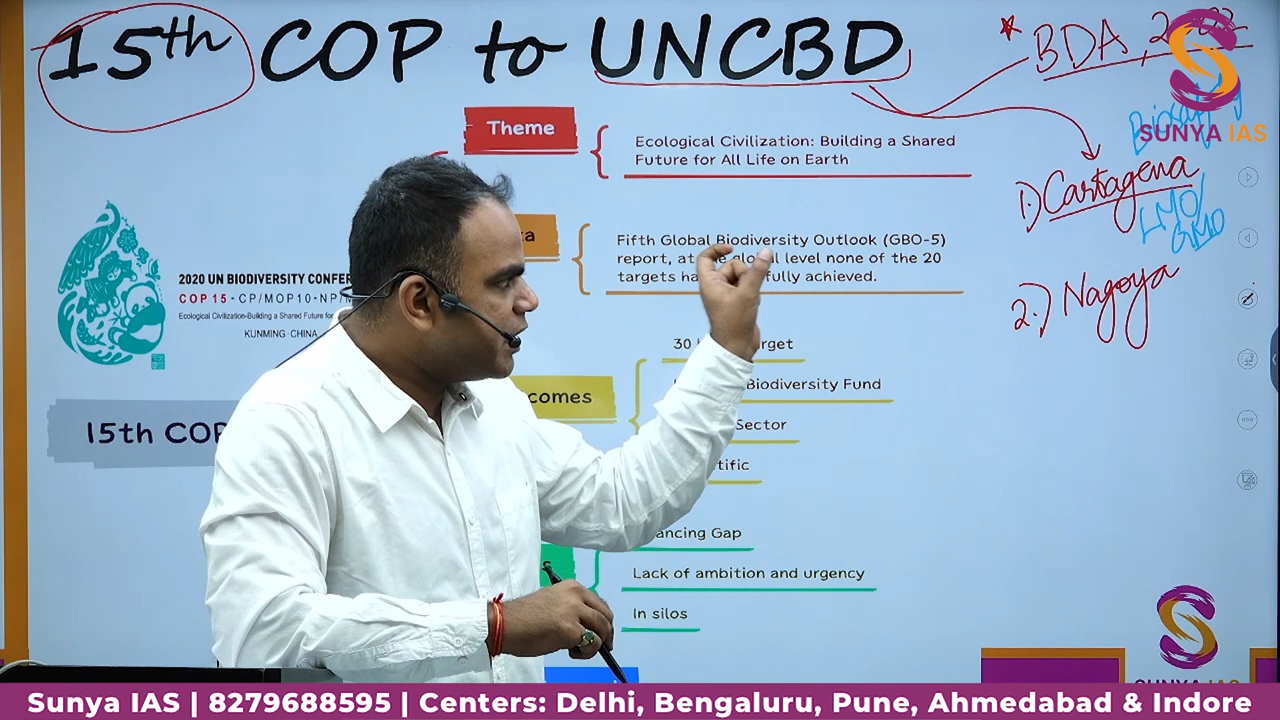 15th COP to UNCBD
* BDA, 2002
SUNYA IAS
Biosafety
1) Cartagena
LMO/
GMO
2.) Nagoya
Theme
Ecological Civilization: Building a Shared
Future for All Life on Earth
Fifth Global Biodiversity Outlook (GBO-5)
report, at the global level none of the 20
targets ha fully achieved.
2020 UN BIODIVERSITY CONFER
COP 15 - CP/MOP10-NP/M
Ecological Civilization-Building a Shared Future for
KUNMING · CHINA
15th COP
comes
30 target
Biodiversity Fund
Sector
tific
ancing Gap
Lack of ambition and urgency
In silos
SUNYA IAS
Sunya IAS | 8279688595 | Centers: Delhi, Bengaluru, Pune, Ahmedabad & Indore